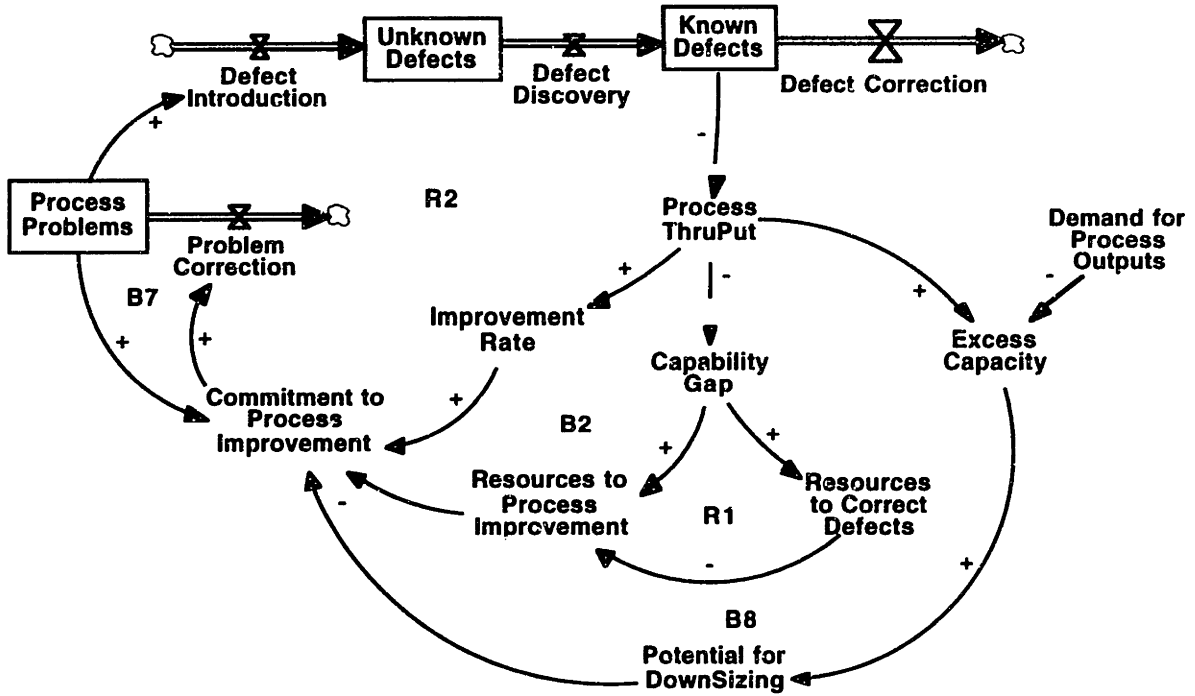 Unknown
Defects
Known
Defects
Defect
Introduction
Defect
Discovery
Defect Correction
+
-
Process
Problems
R2
Process
ThruPut
Demand for
Process
Outputs
Problem
Correction
B7
+
-
+
-
+
+
Improvement
Rate
Excess
Capacity
Capability
Gap
Commitment to
Process
Improvement
+
B2
+
+
Resources to
Process
Improvement
-
R1
Resources
to Correct
Defects
-
+
B8
Potential for
DownSizing